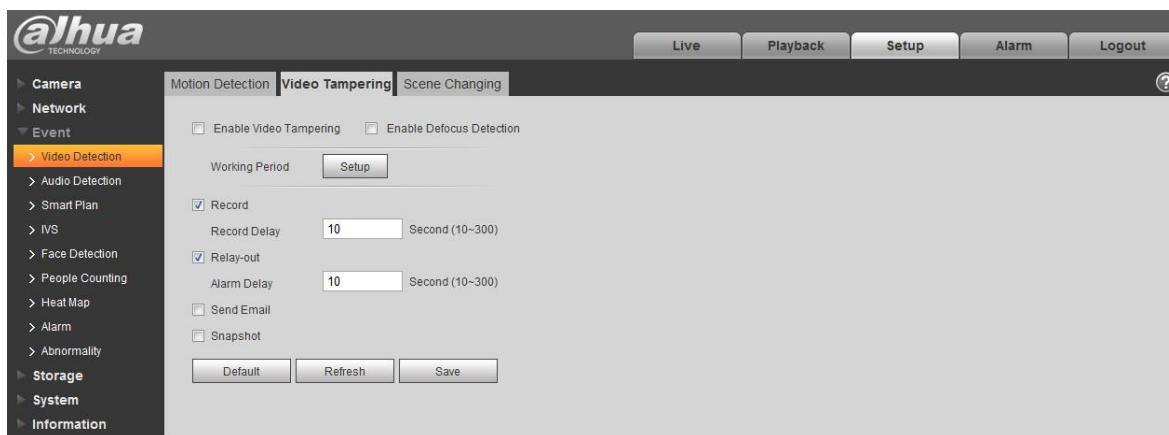 alhua
TECHNOLOGY
Live Playback Setup Alarm Logout
Camera
Network
Event
Video Detection
Audio Detection
Smart Plan
IVS
Face Detection
People Counting
Heat Map
Alarm
Abnormality
Storage
System
Information
Motion Detection Video Tampering Scene Changing
?
Enable Video Tampering Enable Defocus Detection
Working Period Setup
Record
Record Delay 10 Second (10~300)
Relay-out
Alarm Delay 10 Second (10~300)
Send Email
Snapshot
Default Refresh Save